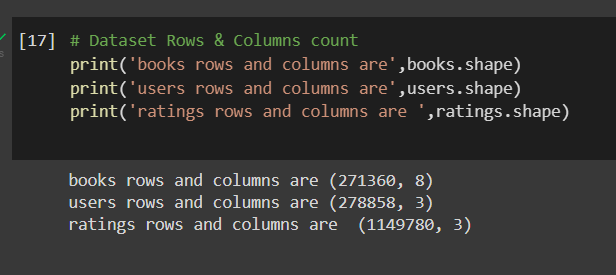 [17] # Dataset Rows & Columns count
print('books rows and columns are',books.shape)
print('users rows and columns are',users.shape)
print('ratings rows and columns are ',ratings.shape)
books rows and columns are (271360, 8)
users rows and columns are (278858, 3)
ratings rows and columns are  (1149780, 3)